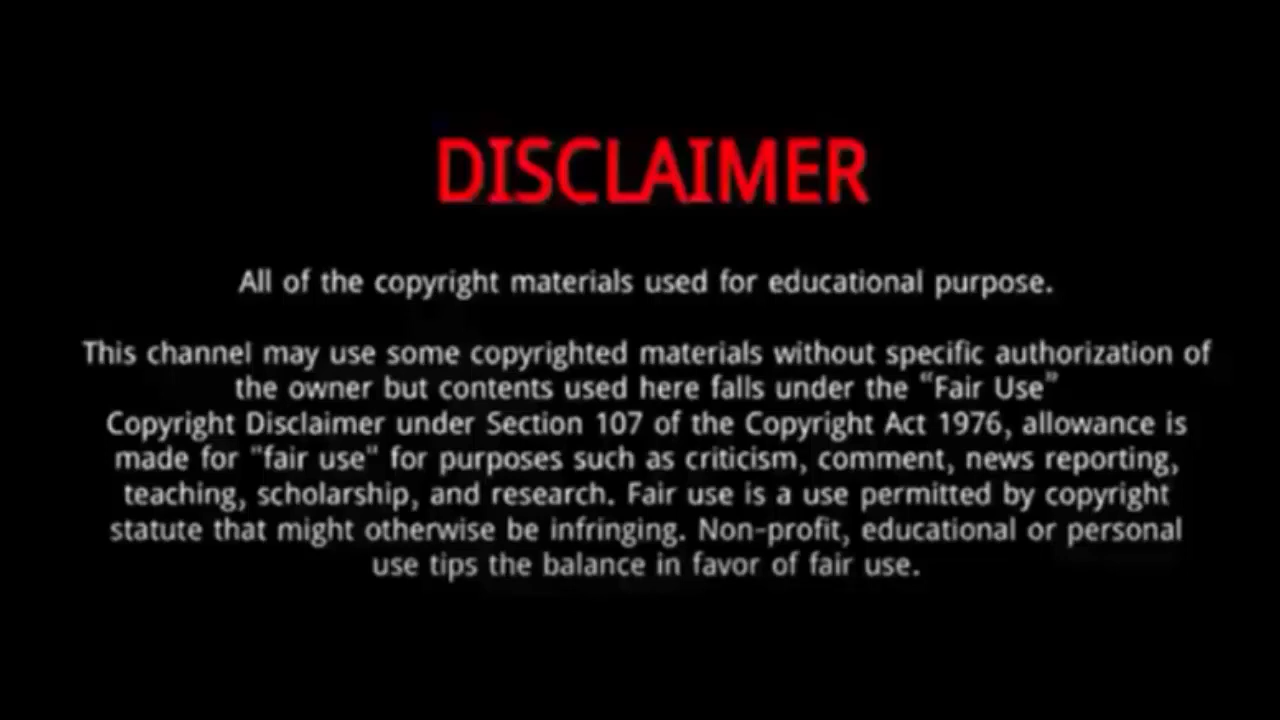 DISCLAIMER
All of the copyright materials used for educational purpose.
This channel may use some copyrighted materials without specific authorization of
the owner but contents used here falls under the “Fair Use”
Copyright Disclaimer under Section 107 of the Copyright Act 1976, allowance is
made for "fair use" for purposes such as criticism, comment, news reporting,
teaching, scholarship, and research. Fair use is a use permitted by copyright
statute that might otherwise be infringing. Non-profit, educational or personal
use tips the balance in favor of fair use.